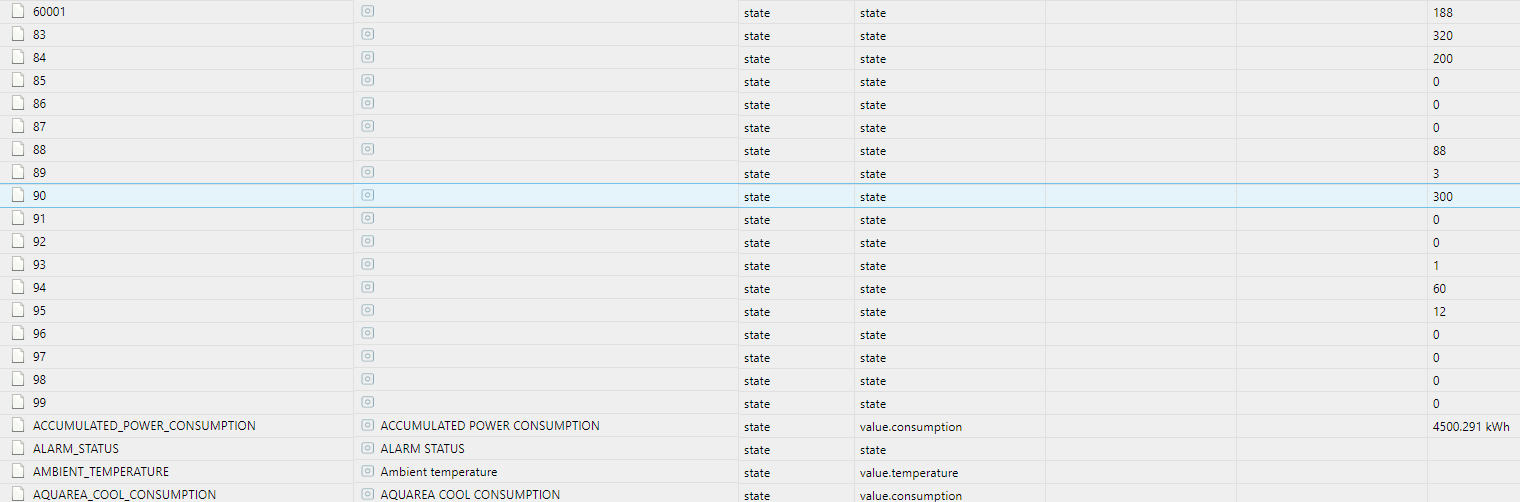 60001 state state 188
83 state state 320
84 state state 200
85 state state 0
86 state state 0
87 state state 0
88 state state 88
89 state state 3
90 state state 300
91 state state 0
92 state state 0
93 state state 1
94 state state 60
95 state state 12
96 state state 0
97 state state 0
98 state state 0
99 state state 0
ACCUMULATED_POWER_CONSUMPTION ACCUMULATED POWER CONSUMPTION state value.consumption 4500.291 kWh
ALARM_STATUS ALARM STATUS state state
AMBIENT_TEMPERATURE Ambient temperature state value.temperature
AQUAREA_COOL_CONSUMPTION AQUAREA COOL CONSUMPTION state value.consumption